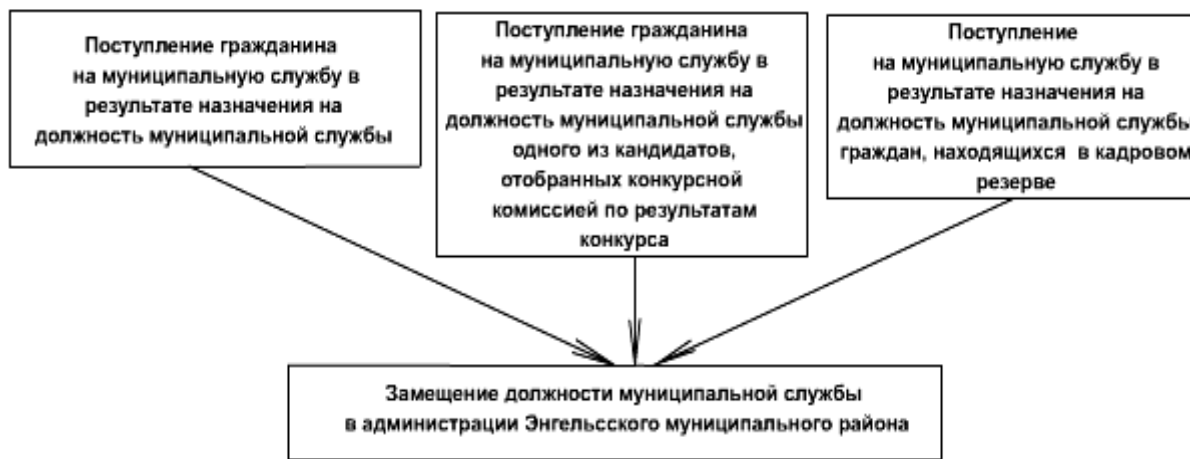 Поступление гражданина
на муниципальную службу в
результате назначения на
должность муниципальной службы
Поступление гражданина
на муниципальную службу в
результате назначения на
должность муниципальной службы
одного из кандидатов,
отобранных конкурсной
комиссией по результатам
конкурса
Поступление
на муниципальную службу в
результате назначения на
должность муниципальной службы
граждан, находящихся в кадровом
резерве
Замещение должности муниципальной службы
в администрации Энгельсского муниципального района